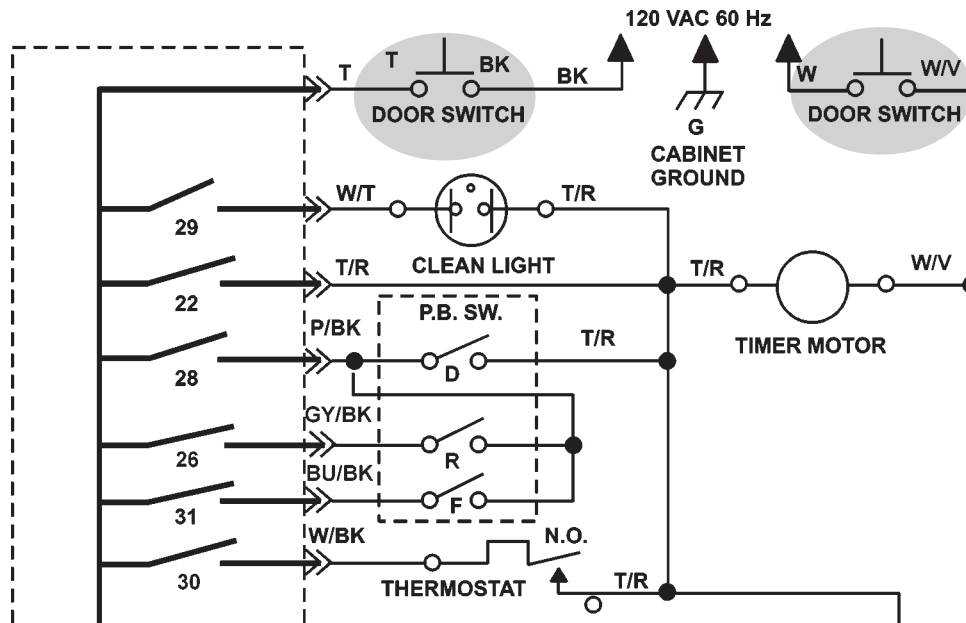 120 VAC 60 Hz
T
T
BK
BK
DOOR SWITCH
G
CABINET
GROUND
W
W/V
DOOR SWITCH
29
W/T
T/R
CLEAN LIGHT
22
T/R
T/R
W/V
TIMER MOTOR
28
P/BK
P.B. SW.
D
T/R
26
GY/BK
R
31
BU/BK
F
30
W/BK
N.O.
THERMOSTAT
T/R